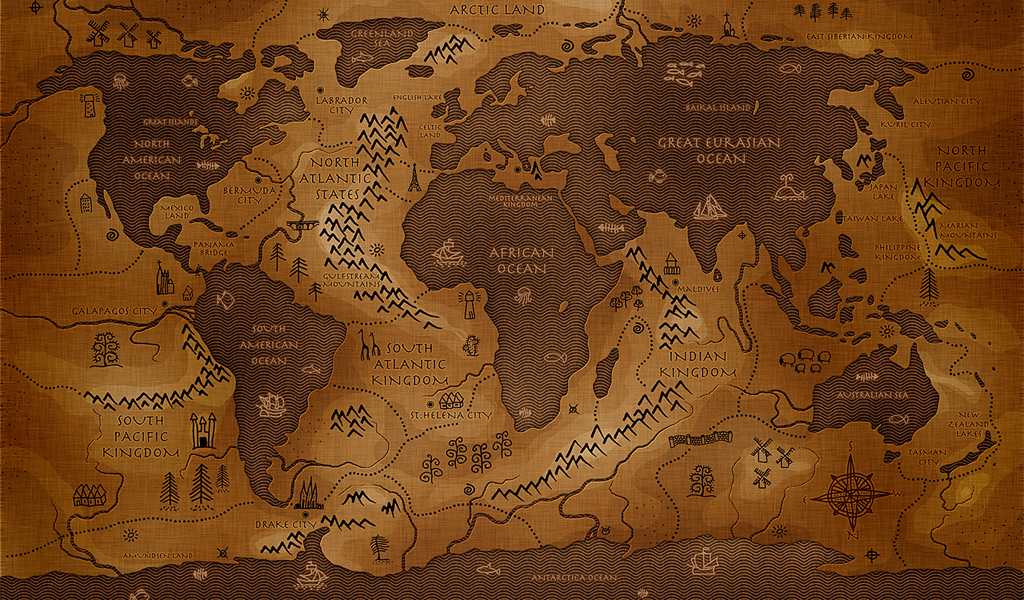 ARCTIC LAND
GREENLAND
SEA
EAST SIBERIAN KINGDOM
ENGLISH LAKE
LABRADOR
CITY
CELTIC
LAND
BAIKAL ISLAND
ALEUTIAN CITY
KURIL CITY
GREAT ISLANDS
NORTH
AMERICAN
OCEAN
NORTH
ATLANTIC
STATES
GREAT EURASIAN
OCEAN
NORTH
PACIFIC
KINGDOM
BERMUDA
CITY
MEXICO
LAND
MEDITERRANEAN
KINGDOM
JAPAN
LAKE
TAIWAN LAKE
MARIAN
MOUNTAINS
PANAMA
BRIDGE
AFRICAN
OCEAN
PHILIPPINE
KINGDOM
GULFSTREAM
MOUNTAINS
MALDIVES
GALAPAGOS CITY
SOUTH
AMERICAN
OCEAN
SOUTH
ATLANTIC
KINGDOM
INDIAN
KINGDOM
AUSTRALIAN SEA
ST.HELENA CITY
SOUTH
PACIFIC
KINGDOM
NEW
ZEALAND
LAKES
TASMAN
CITY
S
E
W
N
DRAKE CITY
AMUNDSEN LAND
ANTARCTICA OCEAN